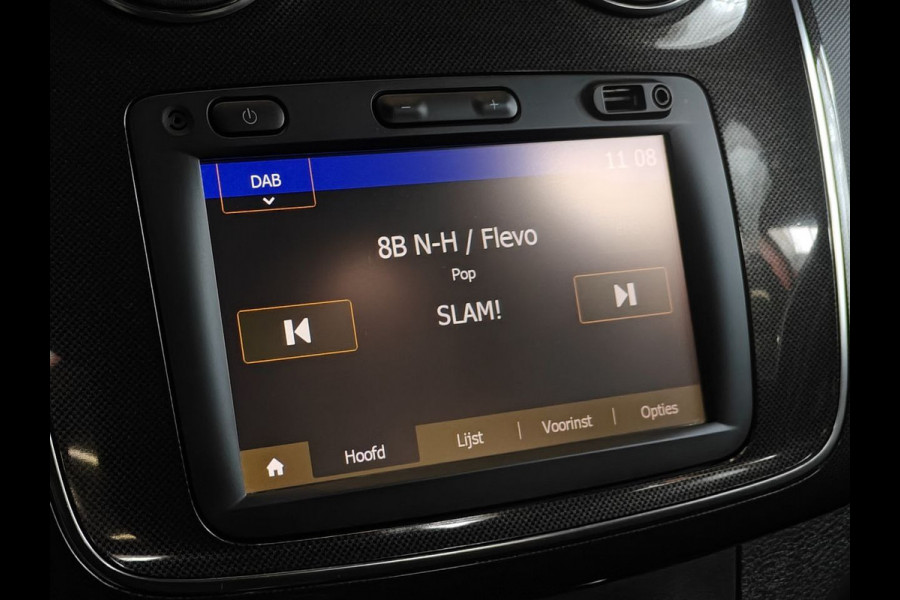 11 08
DAB
8B N-H / Flevo
Pop
SLAM!
Hoofd | Lijst | Voorinst | Opties